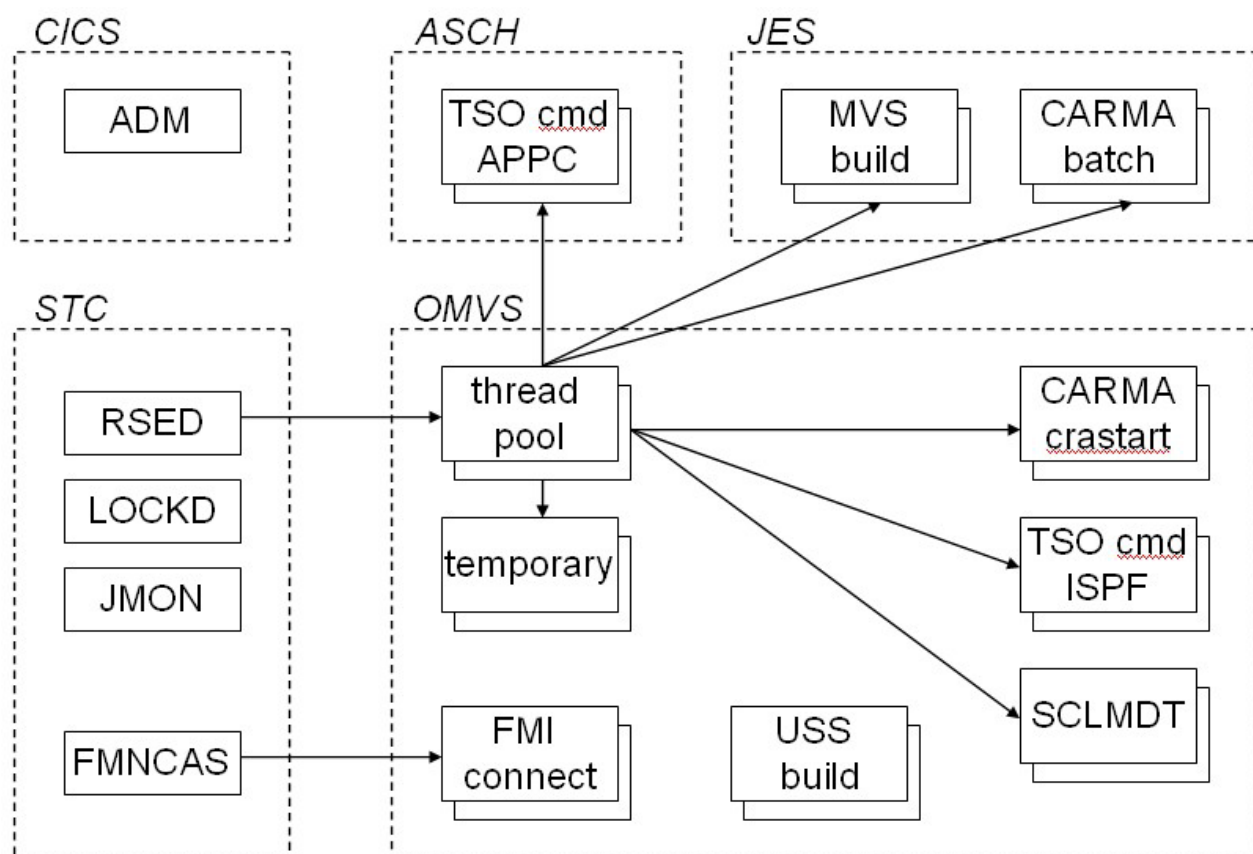 CICS
ADM
ASCH
TSO cmd
APPC
JES
MVS
build
CARMA
batch
STC
RSED
LOCKD
JMON
FMNCAS
OMVS
thread
pool
temporary
FMI
connect
USS
build
CARMA
crastart
TSO cmd
ISPF
SCLMDT